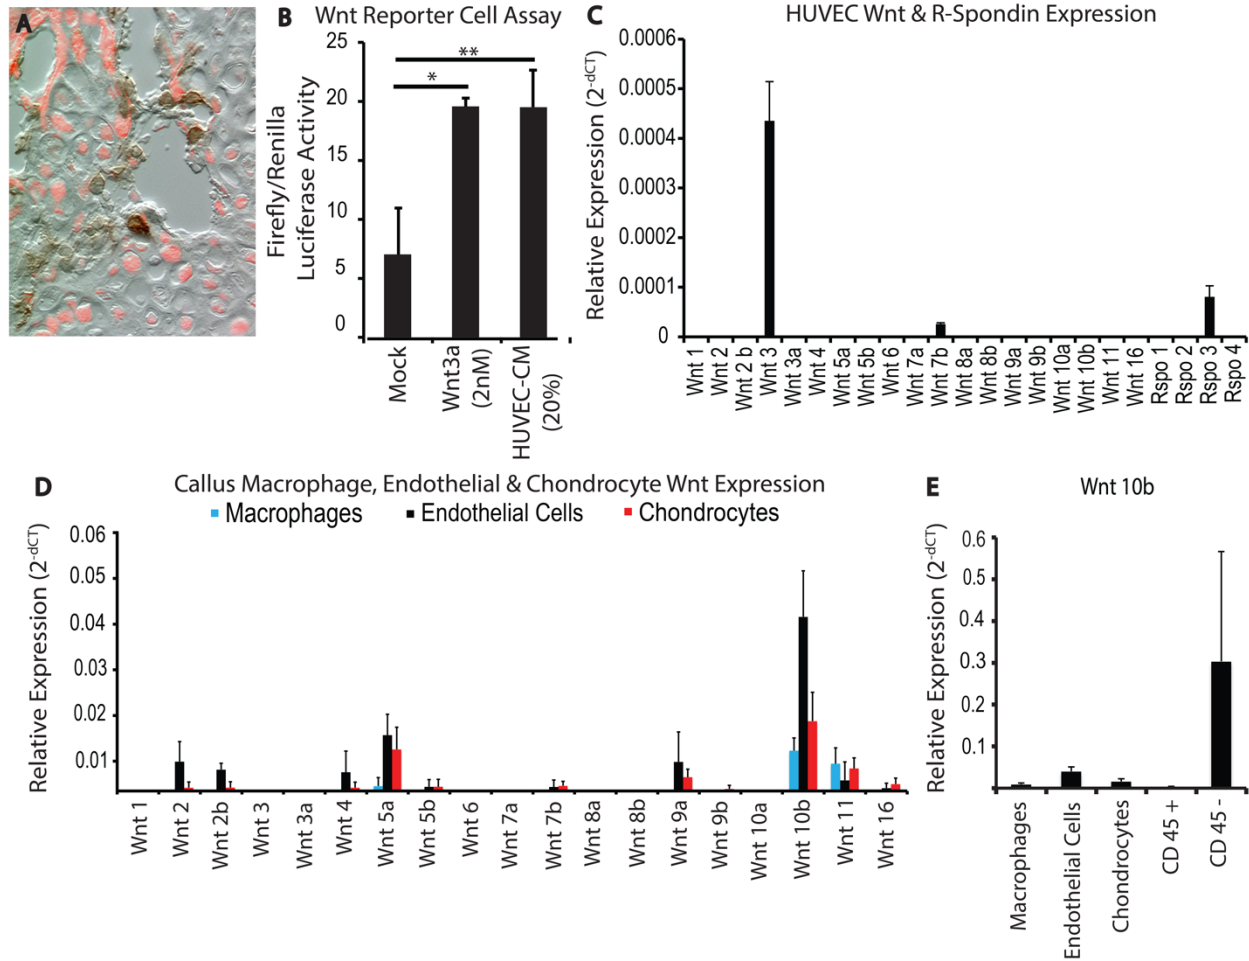 A
B
Wnt Reporter Cell Assay
Firefly/Renilla
Luciferase Activity
25
20
15
10
5
0
**
*
Mock
Wnt3a
(2nM)
HUVEC-CM
(20%)
C
HUVEC Wnt & R-Spondin Expression
Relative Expression (2-dCT)
0.0006
0.0005
0.0004
0.0003
0.0002
0.0001
0
Wnt 1
Wnt 2
Wnt 2 b
Wnt 3
Wnt 3a
Wnt 4
Wnt 5a
Wnt 5b
Wnt 6
Wnt 7a
Wnt 7b
Wnt 8a
Wnt 8b
Wnt 9a
Wnt 9b
Wnt 10a
Wnt 10b
Wnt 11
Wnt 16
Rspo 1
Rspo 2
Rspo 3
Rspo 4
D
Callus Macrophage, Endothelial & Chondrocyte Wnt Expression
Macrophages
Endothelial Cells
Chondrocytes
Relative Expression (2-dCT)
0.06
0.05
0.04
0.03
0.02
0.01
Wnt 1
Wnt 2
Wnt 2b
Wnt 3
Wnt 3a
Wnt 4
Wnt 5a
Wnt 5b
Wnt 6
Wnt 7a
Wnt 7b
Wnt 8a
Wnt 8b
Wnt 9a
Wnt 9b
Wnt 10a
Wnt 10b
Wnt 11
Wnt 16
E
Wnt 10b
Relative Expression (2-dCT)
0.6
0.5
0.4
0.3
0.2
0.1
Macrophages
Endothelial Cells
Chondrocytes
CD 45 +
CD 45 -